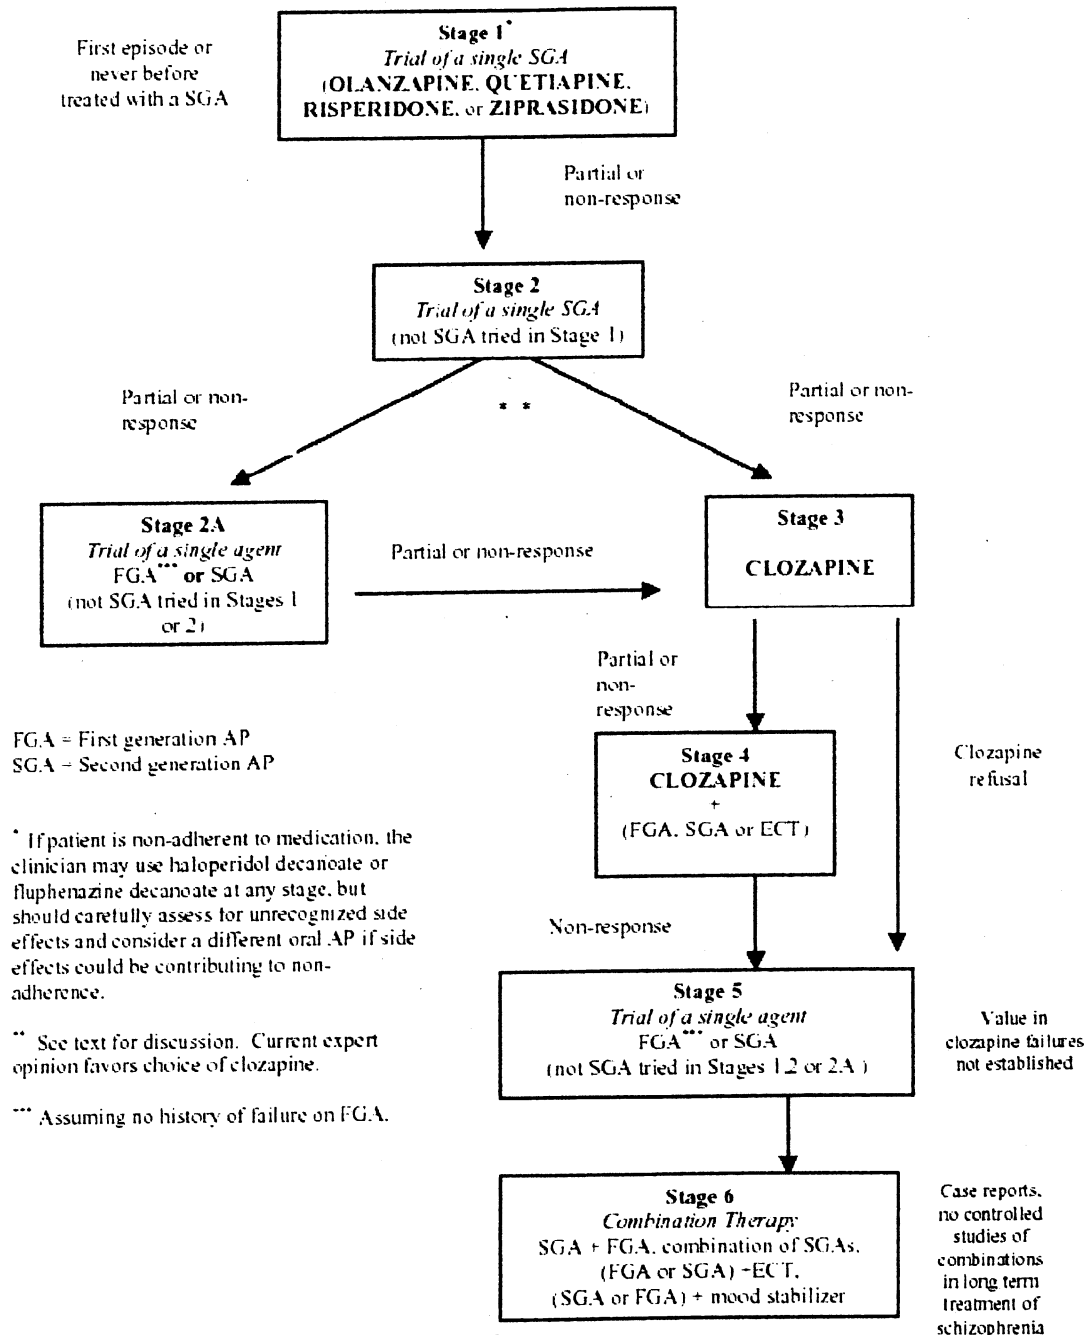 First episode or
never before
treated with a SGA
Stage 1*
Trial of a single SGA
(OLANZAPINE, QUETIAPINE,
RISPERIDONE, or ZIPRASIDONE)
Partial or
non-response
Stage 2
Trial of a single SGA
(not SGA tried in Stage 1)
Partial or non-
response
* *
Partial or non-
response
Stage 2A
Trial of a single agent
FGA*** or SGA
(not SGA tried in Stages 1
or 2)
Partial or non-response
Stage 3
CLOZAPINE
Partial or
non-
response
FGA = First generation AP
SGA = Second generation AP
Stage 4
CLOZAPINE
+
(FGA, SGA or ECT)
Clozapine
refusal
* If patient is non-adherent to medication, the
clinician may use haloperidol decanoate or
fluphenazine decanoate at any stage, but
should carefully assess for unrecognized side
effects and consider a different oral AP if side
effects could be contributing to non-
adherence.
** See text for discussion. Current expert
opinion favors choice of clozapine.
*** Assuming no history of failure on FGA.
Non-response
Stage 5
Trial of a single agent
FGA*** or SGA
(not SGA tried in Stages 1,2 or 2A )
Value in
clozapine failures
not established
Stage 6
Combination Therapy
SGA + FGA, combination of SGAs,
(FGA or SGA) +ECT,
(SGA or FGA) + mood stabilizer
Case reports,
no controlled
studies of
combinations
in long term
treatment of
schizophrenia